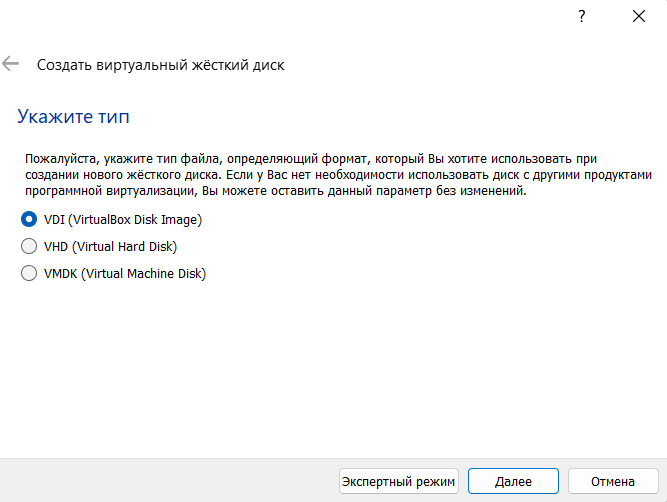 ?
Создать виртуальный жёсткий диск
Укажите тип
Пожалуйста, укажите тип файла, определяющий формат, который Вы хотите использовать при
создании нового жёсткого диска. Если у Вас нет необходимости использовать диск с другими продуктами
программной виртуализации, Вы можете оставить данный параметр без изменений.
VDI (VirtualBox Disk Image)
VHD (Virtual Hard Disk)
VMDK (Virtual Machine Disk)
Экспертный режим Далее Отмена